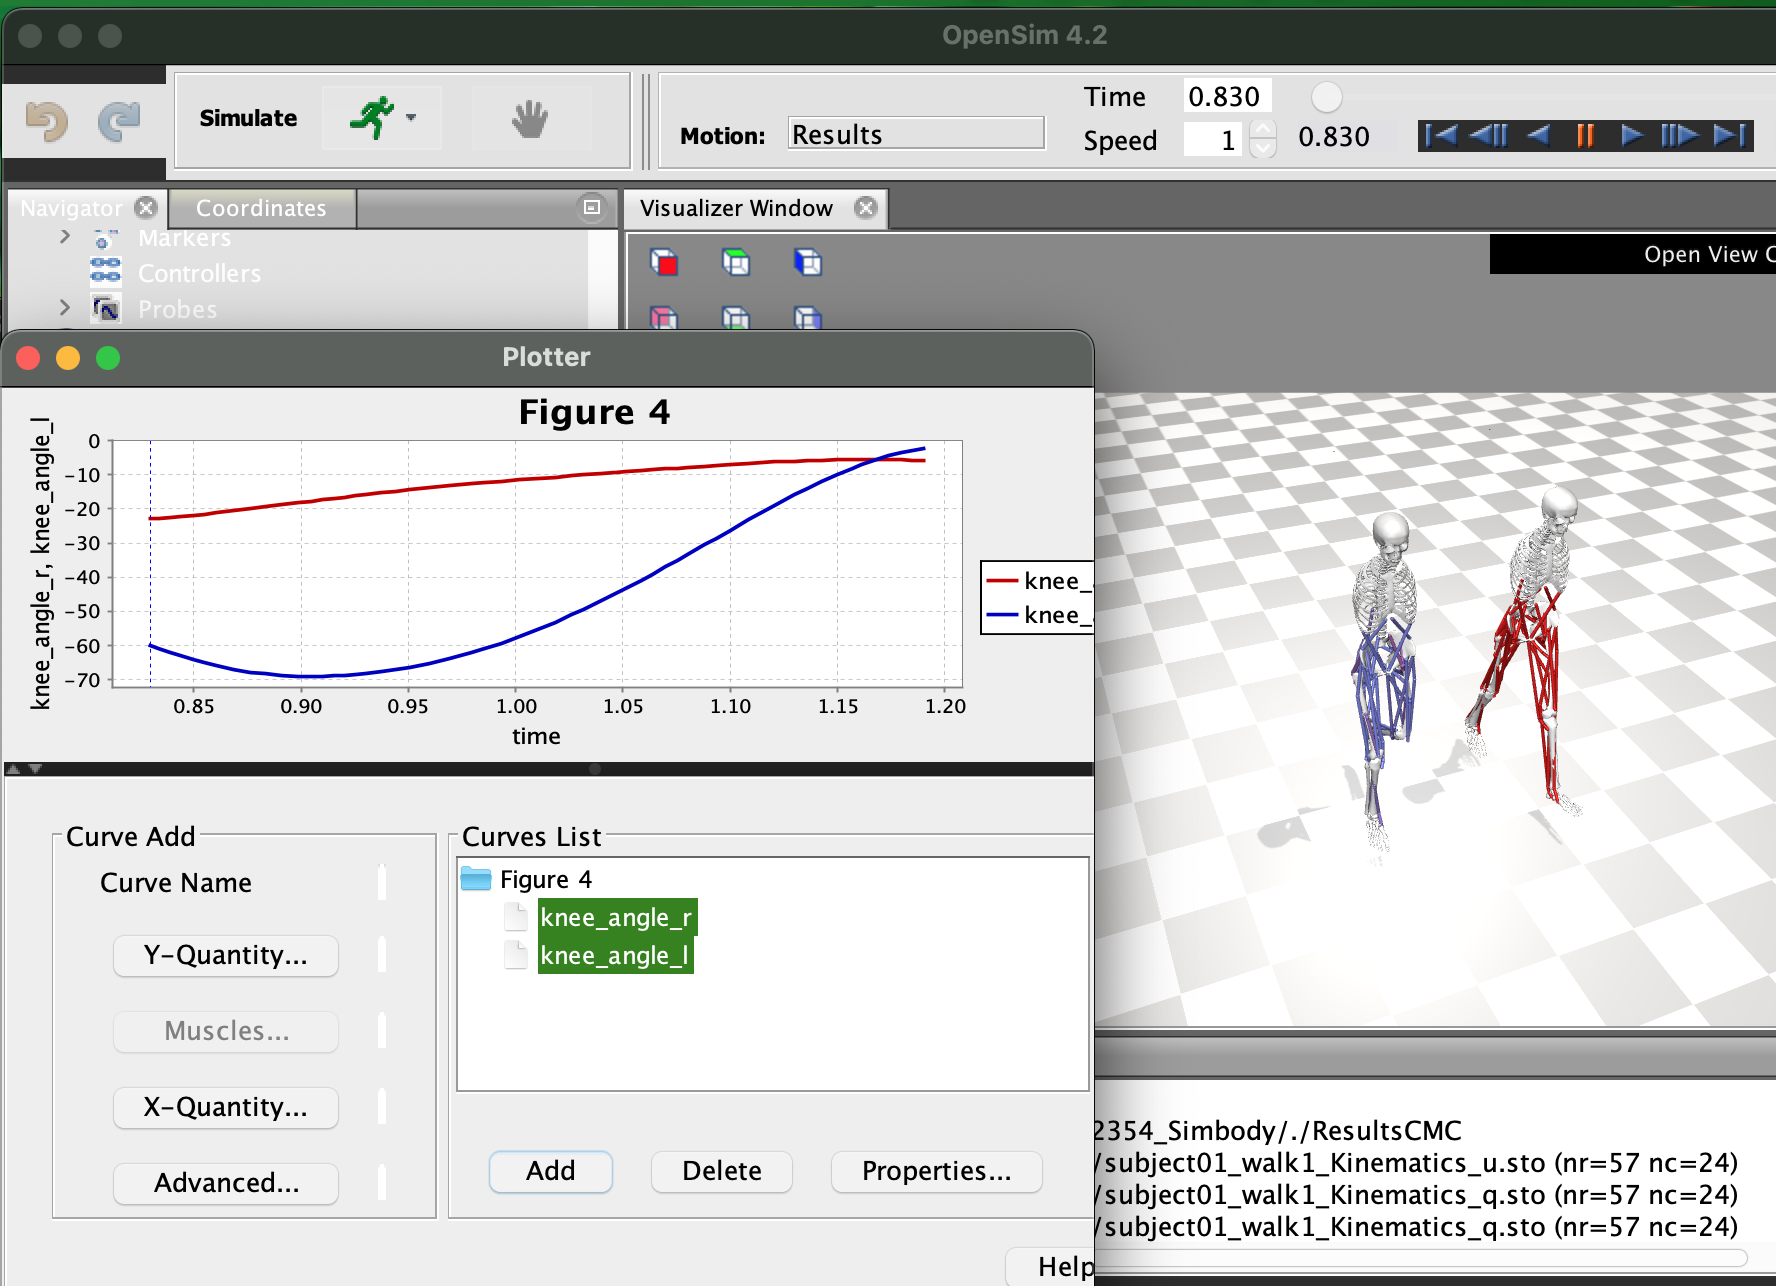 OpenSim 4.2
Simulate
Motion:
Results
Time
0.830
Speed
1
0.830
Navigator
Coordinates
Visualizer Window
Markers
Controllers
Probes
Open View
Plotter
Figure 4
knee_angle_r, knee_angle_l
0
-10
-20
-30
-40
-50
-60
-70
0.85 0.90 0.95 1.00 1.05 1.10 1.15 1.20
time
knee_
knee_
Curve Add
Curve Name
Y-Quantity...
Muscles...
X-Quantity...
Advanced...
Curves List
Figure 4
knee_angle_r
knee_angle_l
Add
Delete
Properties...
Help
2354_Simbody/./ResultsCMC
/subject01_walk1_Kinematics_u.sto (nr=57 nc=24)
/subject01_walk1_Kinematics_q.sto (nr=57 nc=24)
/subject01_walk1_Kinematics_q.sto (nr=57 nc=24)